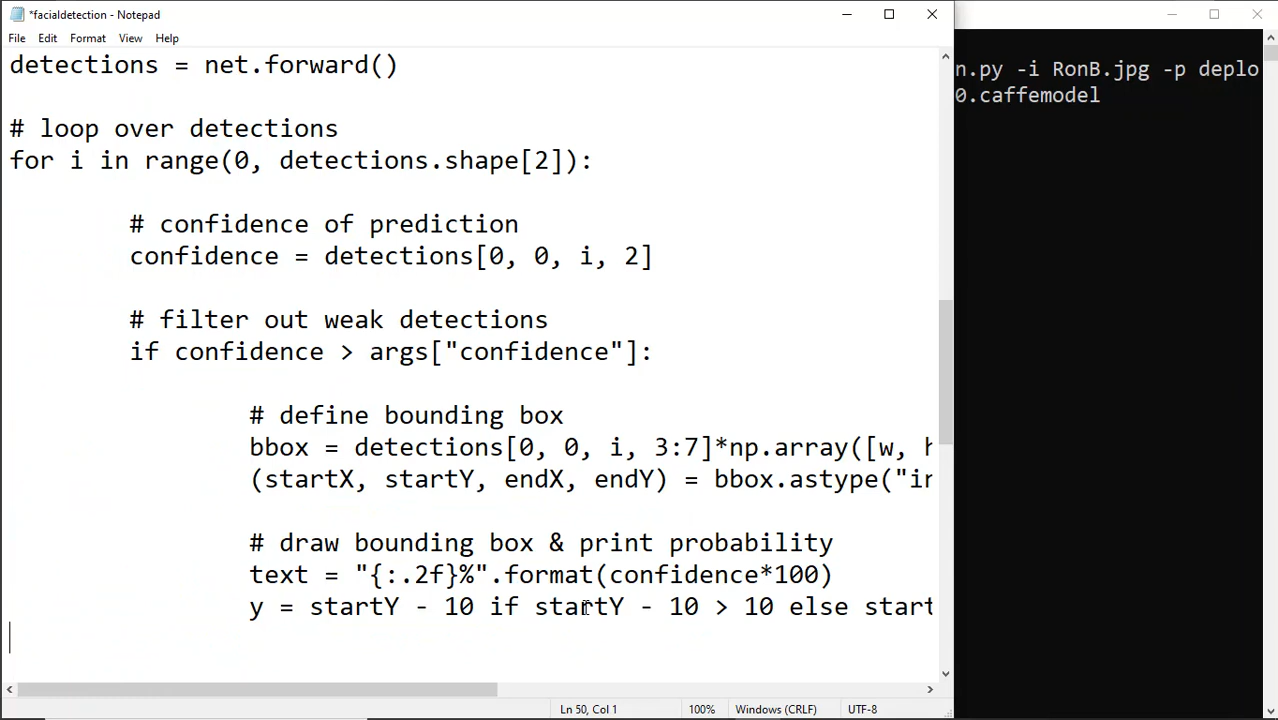 *facialdetection - Notepad
File Edit Format View Help
detections = net.forward()
# loop over detections
for i in range(0, detections.shape[2]):
# confidence of prediction
confidence = detections[0, 0, i, 2]
# filter out weak detections
if confidence > args["confidence"]:
# define bounding box
bbox = detections[0, 0, i, 3:7]*np.array([w,
(startX, startY, endX, endY) = bbox.astype("in
# draw bounding box & print probability
text = "{:.2f}%".format(confidence*100)
y = startY - 10 if startY - 10 > 10 else start
Ln 50, Col 1 100% Windows (CRLF) UTF-8
n.py -i RonB.jpg -p deplo
0.caffemodel